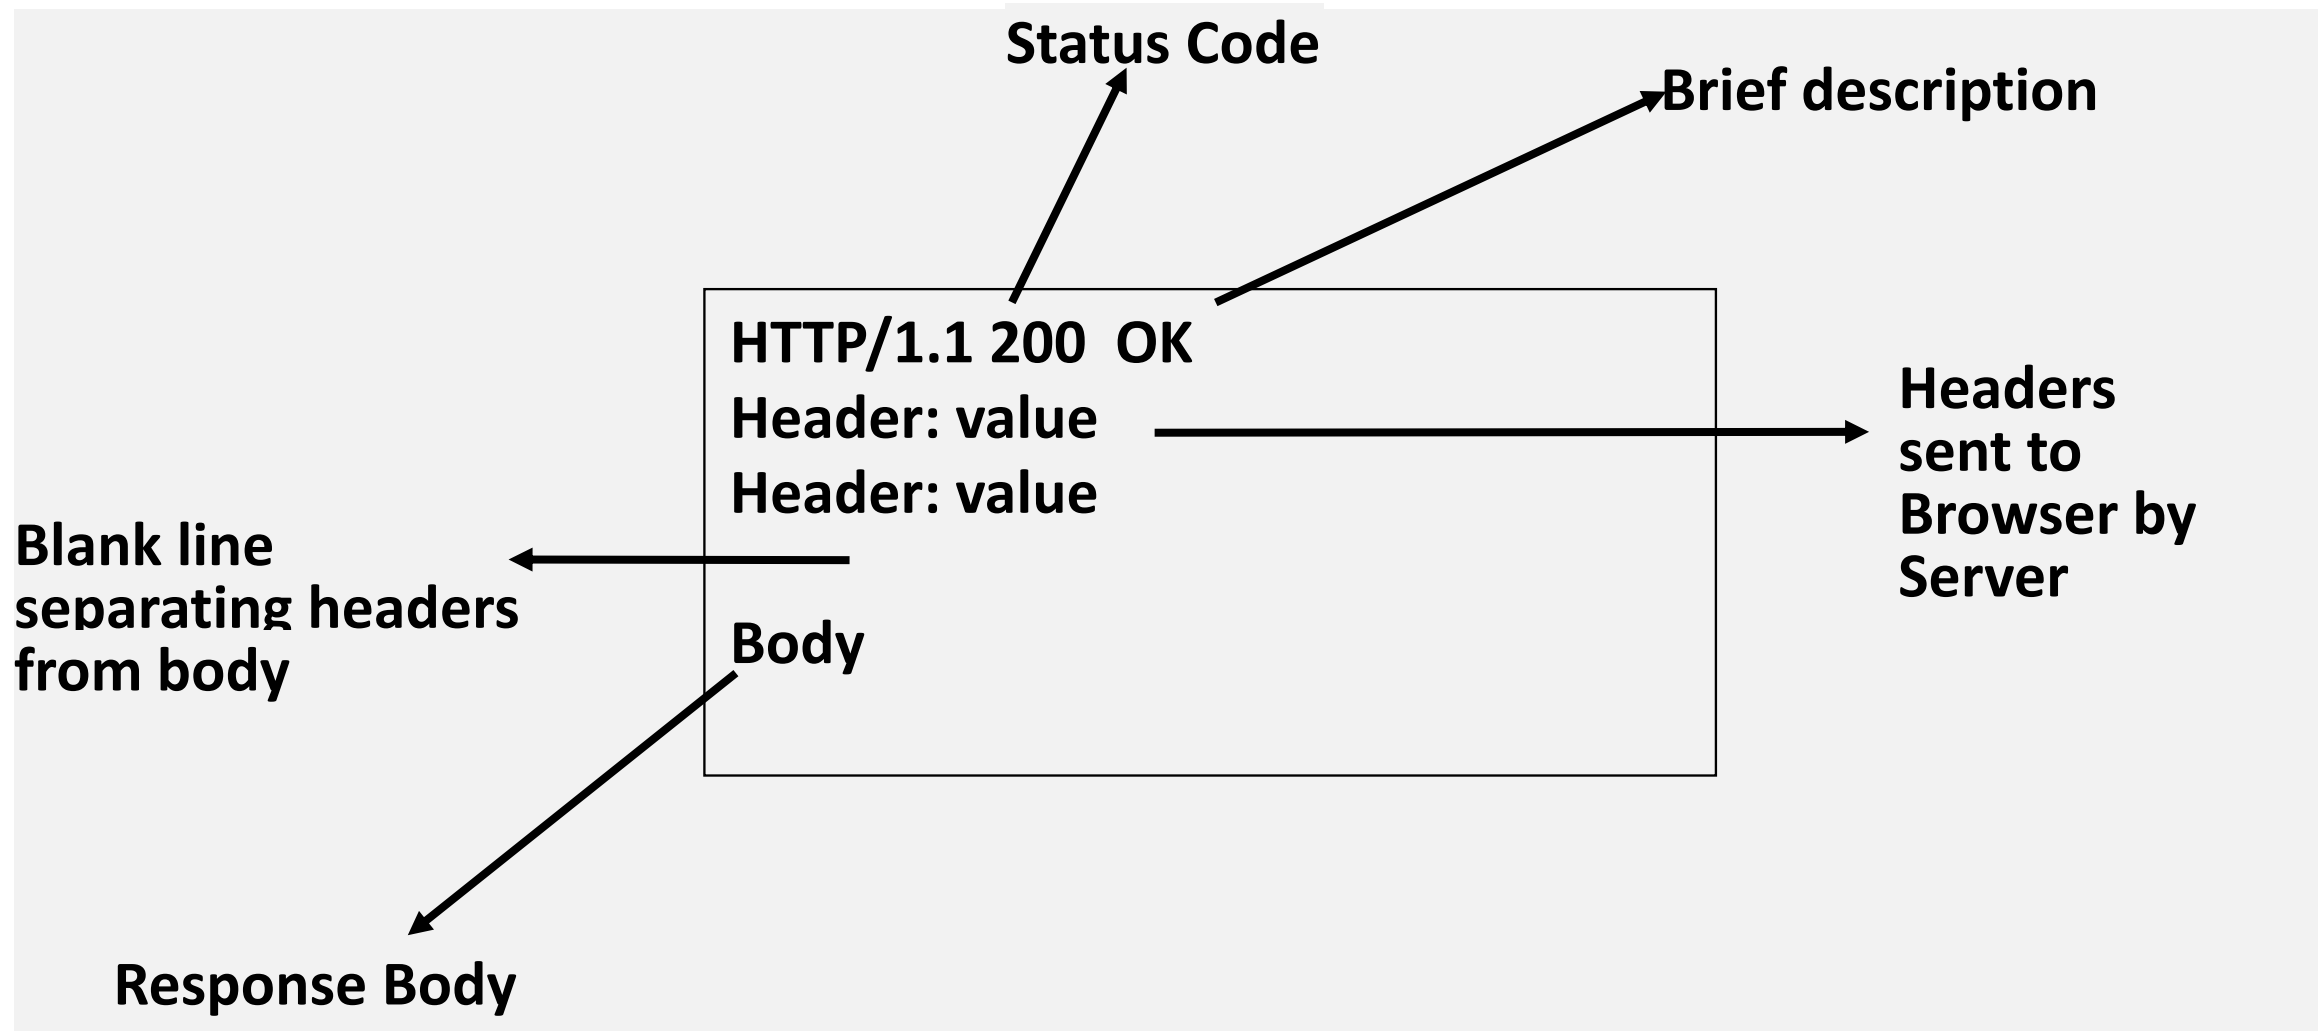 Status Code
Brief description
HTTP/1.1 200  OK
Header: value
Header: value
Headers
sent to
Browser by
Server
Blank line
separating headers
from body
Body
Response Body